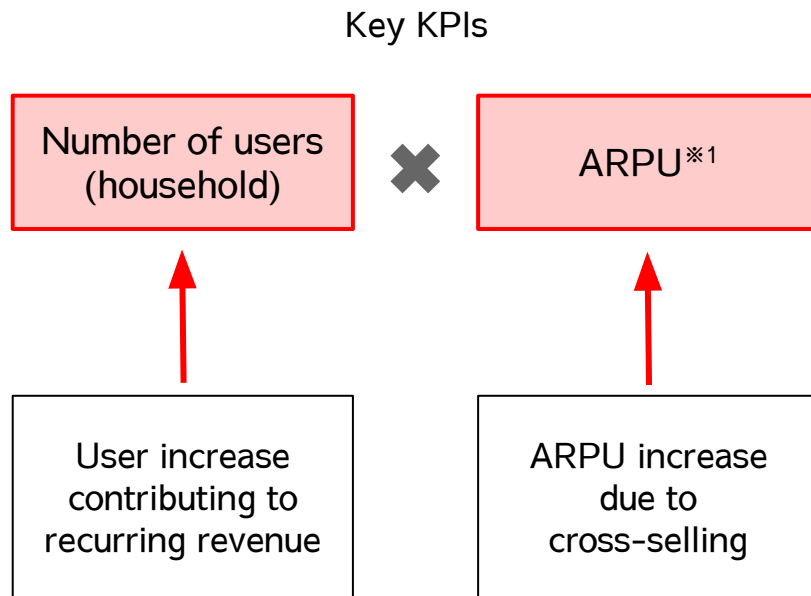 Key KPIs
Number of users
(household)
ARPU※1
User increase
contributing to
recurring revenue
ARPU increase
due to
cross-selling